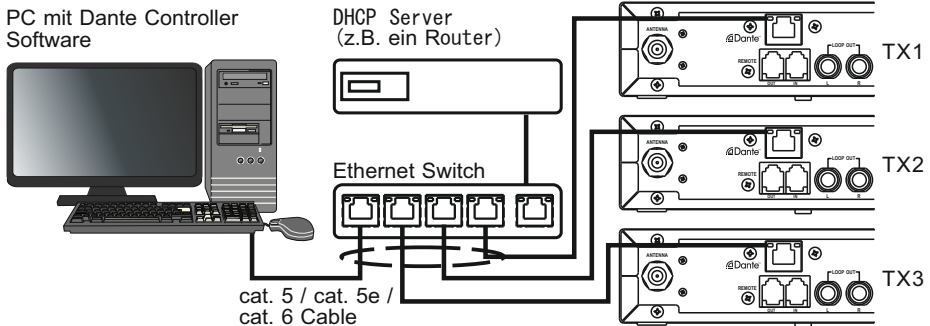 PC mit Dante Controller
Software
DHCP Server
(z.B. ein Router)
Ethernet Switch
cat. 5 / cat. 5e /
cat. 6 Cable
ANTENNA
Dante
REMOTE
OUT
IN
LOOP OUT
L
R
TX1
ANTENNA
Dante
REMOTE
OUT
IN
LOOP OUT
L
R
TX2
ANTENNA
Dante
REMOTE
OUT
IN
LOOP OUT
L
R
TX3